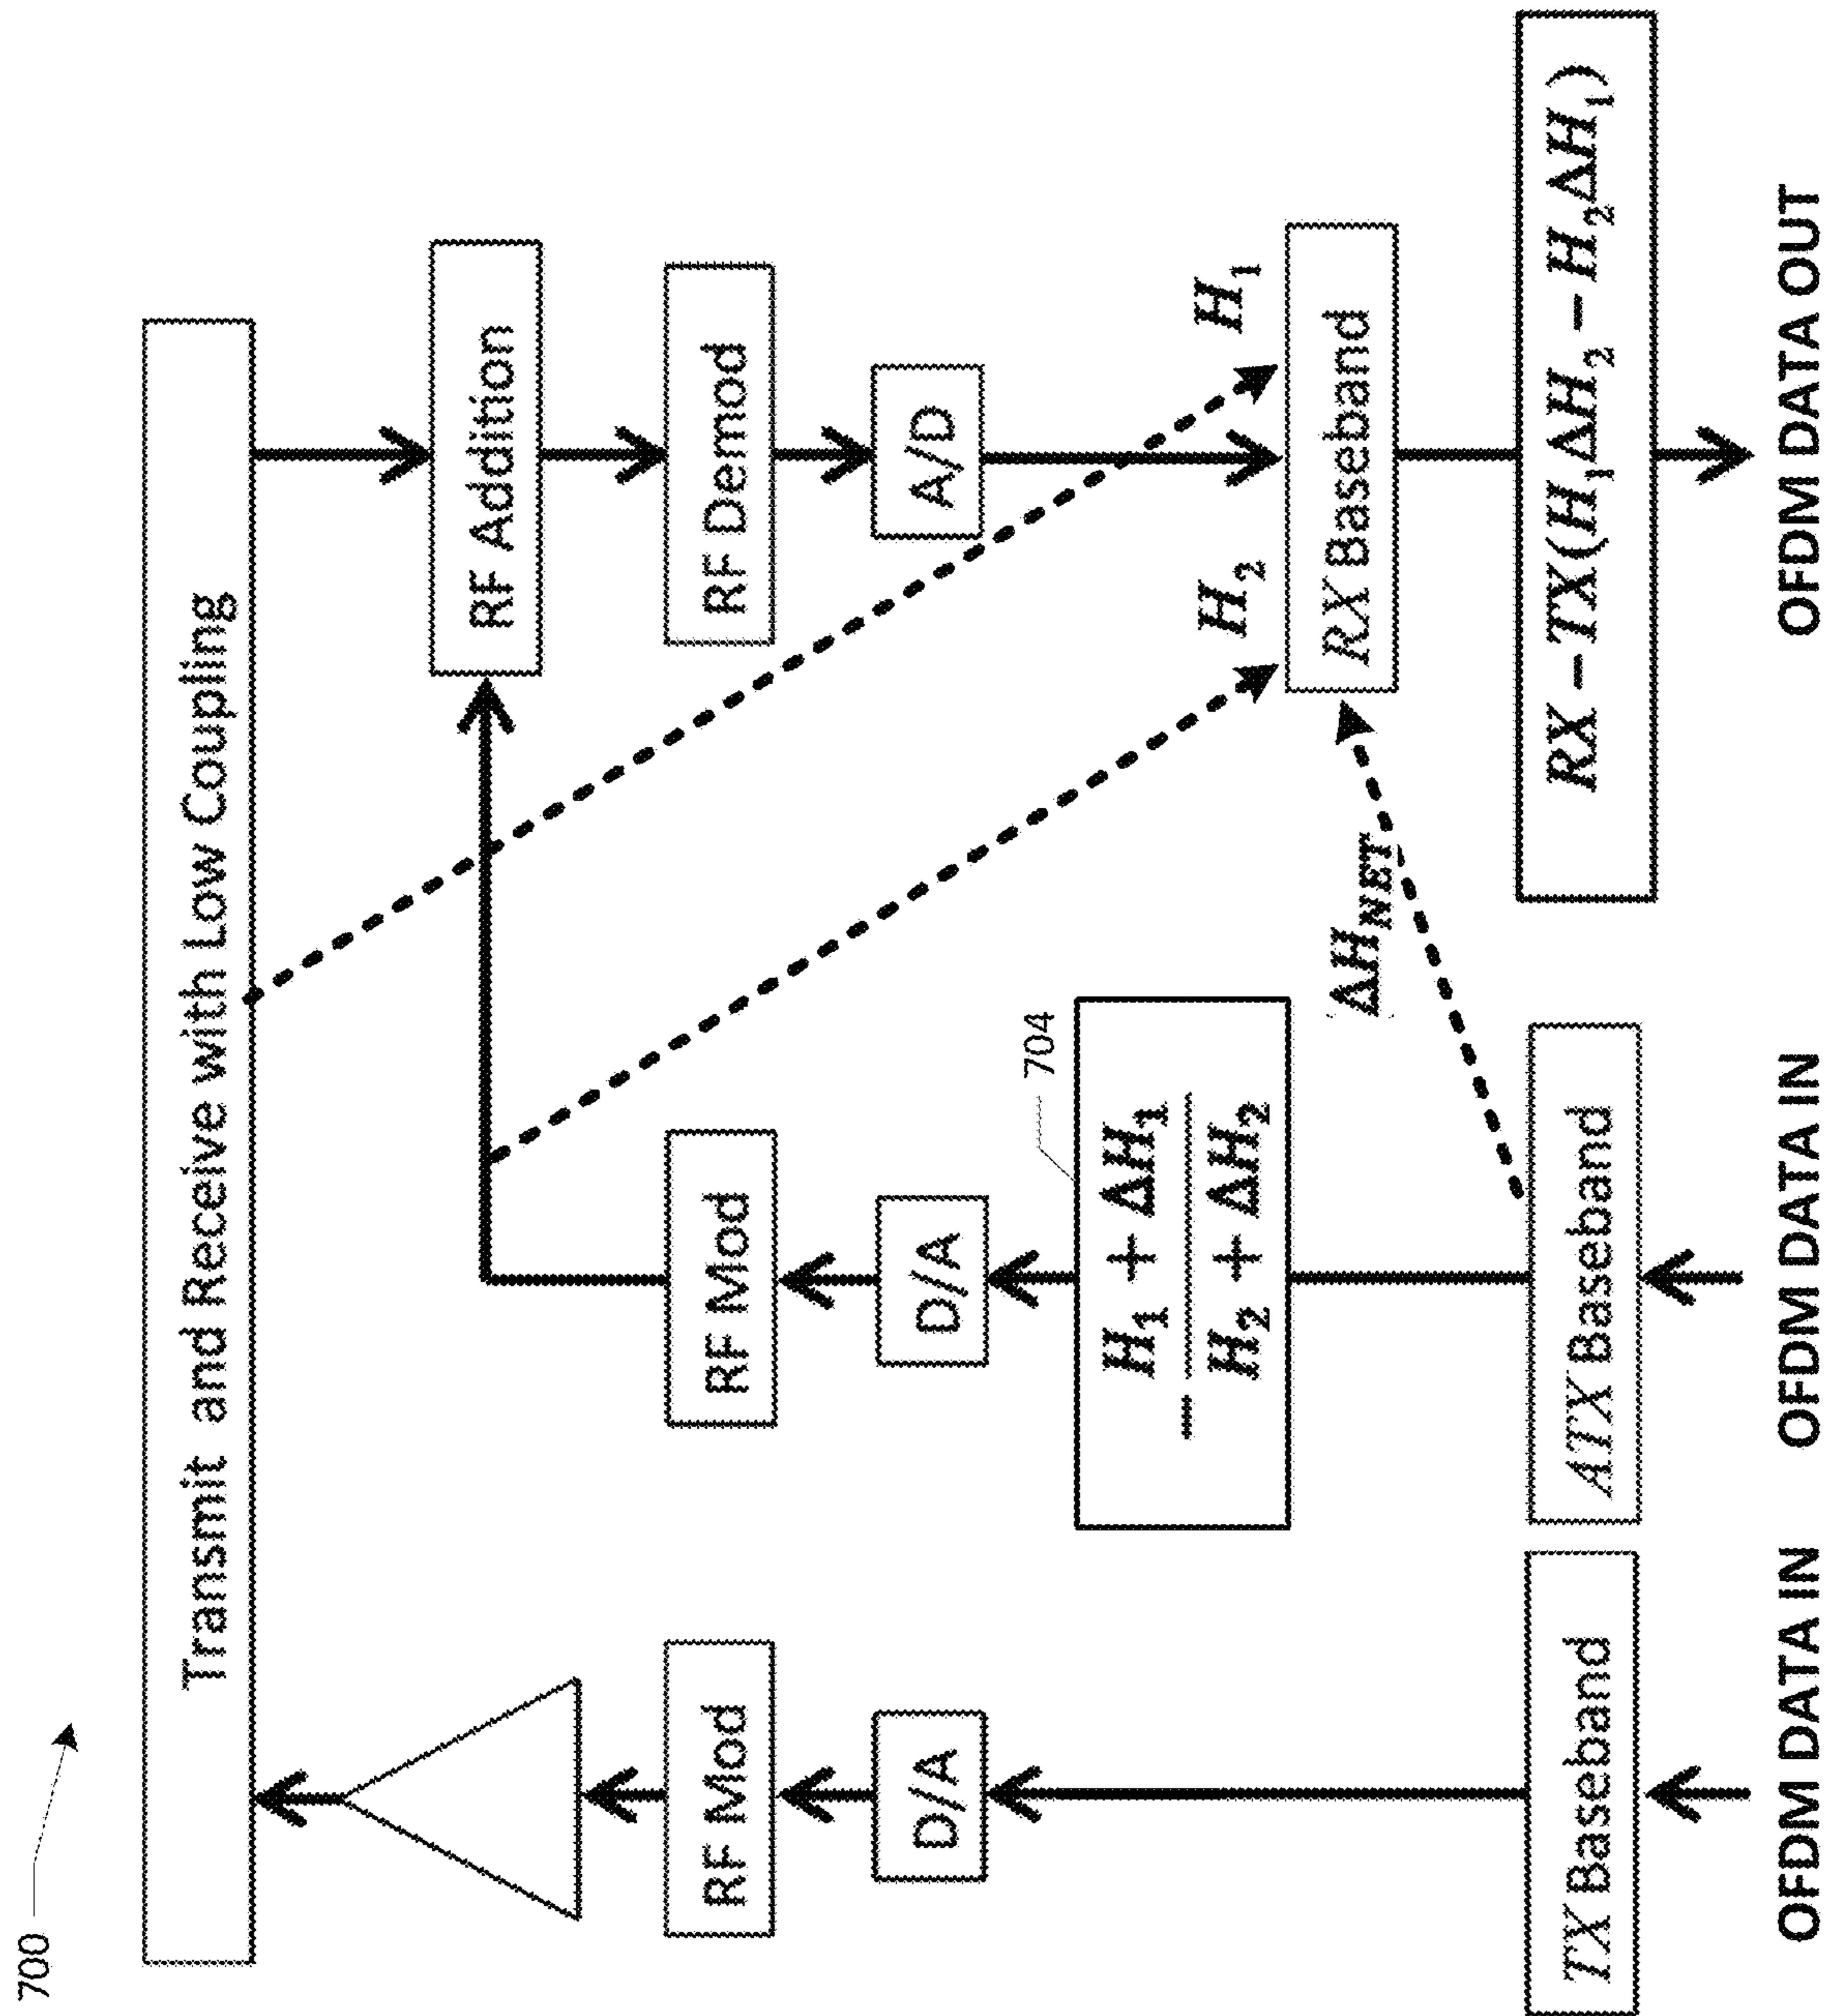 700
Transmit and Receive with Low Coupling
RF Mod
D/A
TX Baseband
OFDM DATA IN
RF Mod
D/A
704
− H₁ + ΔH₁
H₂ + ΔH₂
ATX Baseband
OFDM DATA IN
ΔH_NET
RF Addition
RF Demod
A/D
H₂
H₁
RX Baseband
RX − TX(H₁ΔH₂ − H₂ΔH₁)
OFDM DATA OUT